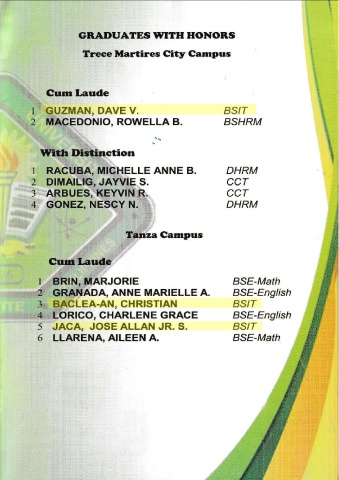 GRADUATES WITH HONORS
Trece Martires City Campus
Cum Laude
1 GUZMAN, DAVE V. BSIT
2 MACEDONIO, ROWELLA B. BSHRM
With Distinction
1 RACUBA, MICHELLE ANNE B. DHRM
2 DIMAILIG, JAYVIE S. CCT
3 ARBUES, KEYVIN R. CCT
4 GONEZ, NESCY N. DHRM
Tanza Campus
Cum Laude
1 BRIN, MARJORIE BSE-Math
2 GRANADA, ANNE MARIELLE A. BSE-English
3 BACLEA-AN, CHRISTIAN BSIT
4 LORICO, CHARLENE GRACE BSE-English
5 JACA, JOSE ALLAN JR. S. BSIT
6 LLARENA, AILEEN A. BSE-Math